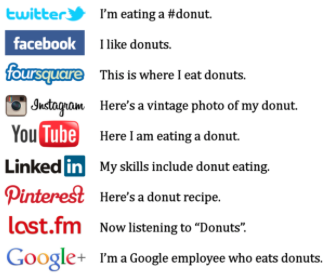 twitter I'm eating a #donut.
facebook I like donuts.
foursquare This is where I eat donuts.
Instagram Here's a vintage photo of my donut.
YouTube Here I am eating a donut.
Linked in My skills include donut eating.
Pinterest Here's a donut recipe.
last.fm Now listening to “Donuts”.
Google+ I'm a Google employee who eats donuts.